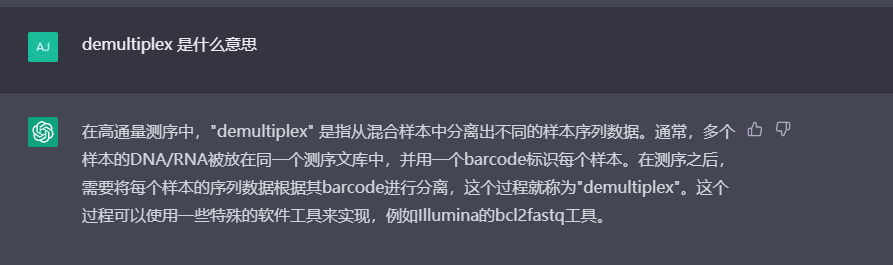 AJ
demultiplex 是什么意思
在高通量测序中，"demultiplex" 是指从混合样本中分离出不同的样本序列数据。通常，多个
样本的DNA/RNA被放在同一个测序文库中，并用一个barcode标识每个样本。在测序之后，
需要将每个样本的序列数据根据其barcode进行分离，这个过程就称为"demultiplex"。这个
过程可以使用一些特殊的软件工具来实现，例如Illumina的bcl2fastq工具。